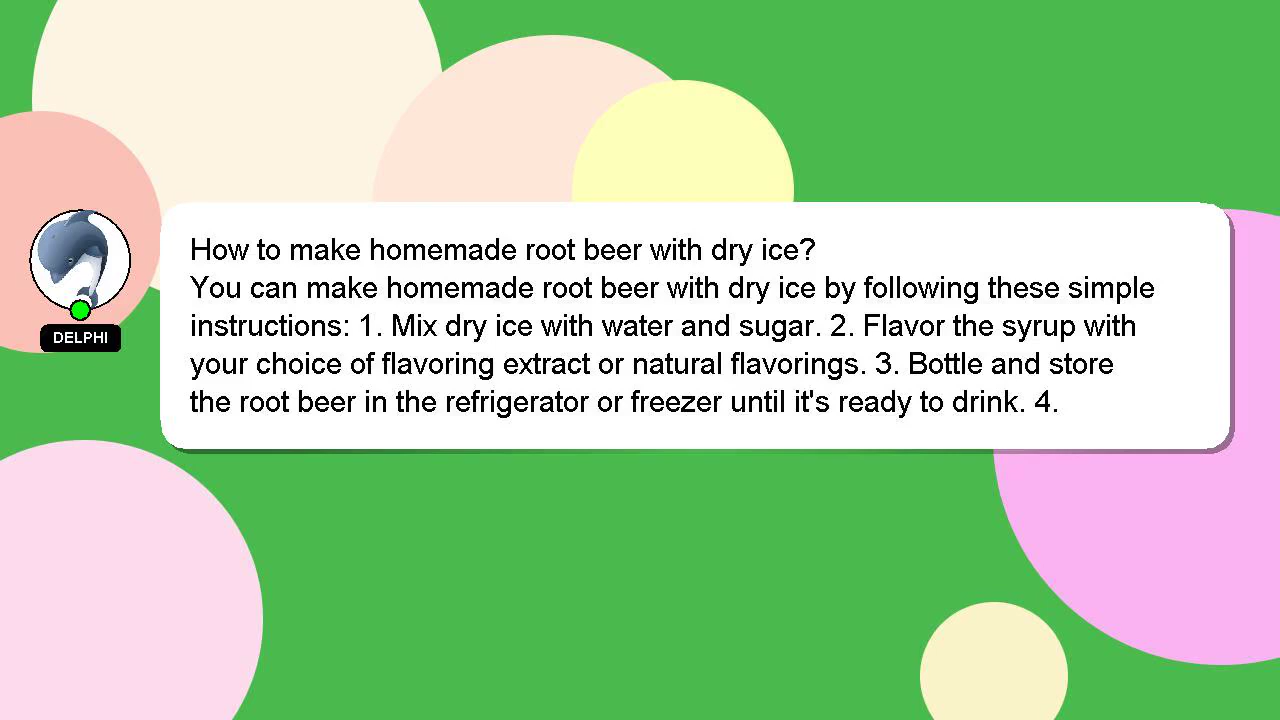 How to make homemade root beer with dry ice?
You can make homemade root beer with dry ice by following these simple
instructions: 1. Mix dry ice with water and sugar. 2. Flavor the syrup with
your choice of flavoring extract or natural flavorings. 3. Bottle and store
the root beer in the refrigerator or freezer until it's ready to drink. 4.
DELPHI